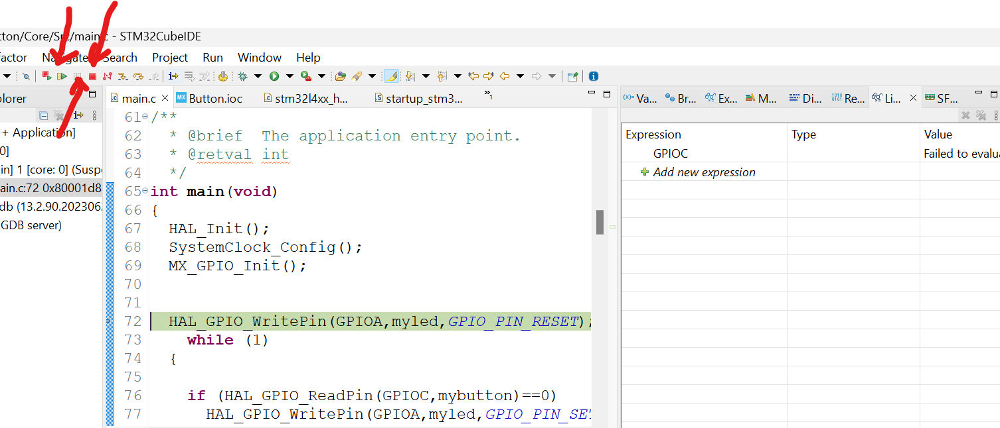 tton/Core/Src/main.c - STM32CubeIDE
factor Navigate Search Project Run Window Help
plorer
main.c
Button.ioc
stm32l4xx_h...
startup_stm3...
1
Va...
Br...
Ex...
M...
Di...
Re...
Li...
SF...
+ Application]
0]
in] 1 [core: 0] (Susp
ain.c:72 0x80001d8
db (13.2.90.202306
GDB server)
61 /**
62 * @brief The application entry point.
63 * @retval int
64 */
65 int main(void)
66 {
67 HAL_Init();
68 SystemClock_Config();
69 MX_GPIO_Init();
70
71
72 HAL_GPIO_WritePin(GPIOA,myled,GPIO_PIN_RESET);
73 while (1)
74 {
75
76 if (HAL_GPIO_ReadPin(GPIOC,mybutton)==0)
77 HAL_GPIO_WritePin(GPIOA,myled,GPIO_PIN_SET
Expression Type Value
GPIOC Failed to evalua
Add new expression